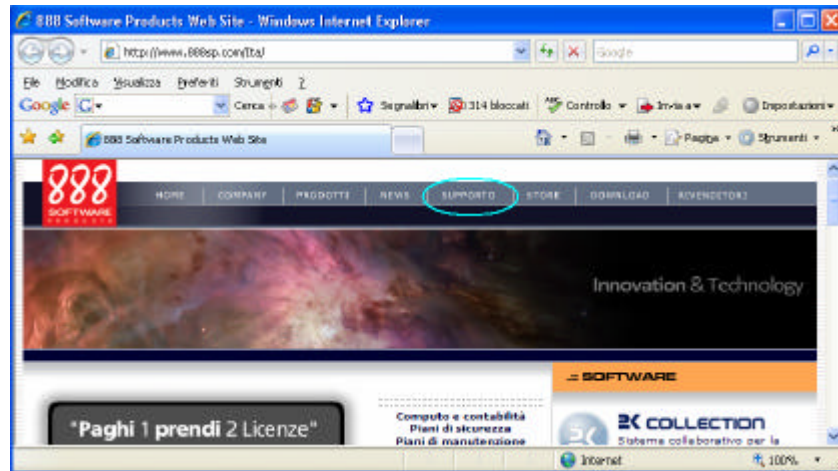 888 Software Products Web Site - Windows Internet Explorer
http://www.888sp.com/Ita/
Google
File Modifica Visualizza Preferiti Strumenti ?
Google G Cerca Segnalibri 314 bloccati Controllo Invia a Impostazioni
888 Software Products Web Site Pagina Strumenti
888 SOFTWARE PRODUCTS
HOME COMPANY PRODOTTI NEWS SUPPORTO STORE DOWNLOAD RIVENDITORI
Innovation & Technology
.:: SOFTWARE
"Paghi 1 prendi 2 Licenze"
Computo e contabilità
Piani di sicurezza
Piani di manutenzione
2K COLLECTION
Sistema collaborativo per la
Internet 100%